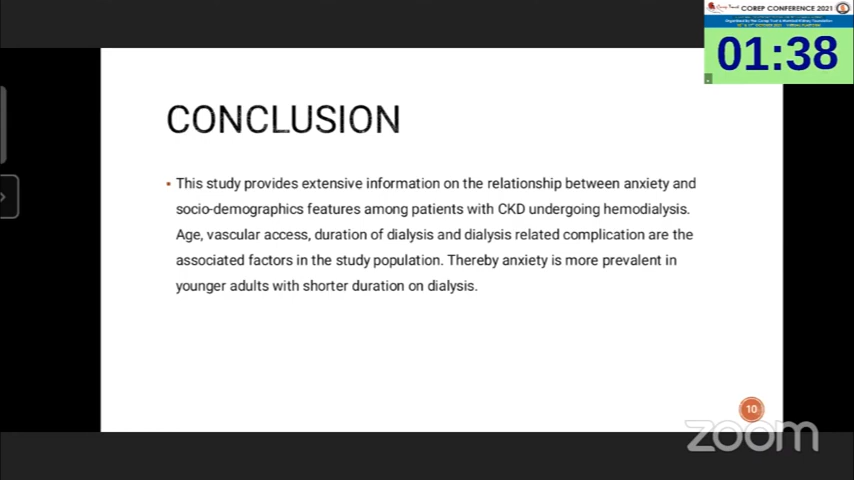 COREP CONFERENCE 2021
01:38
CONCLUSION
• This study provides extensive information on the relationship between anxiety and
socio-demographics features among patients with CKD undergoing hemodialysis.
Age, vascular access, duration of dialysis and dialysis related complication are the
associated factors in the study population. Thereby anxiety is more prevalent in
younger adults with shorter duration on dialysis.
10
zoom